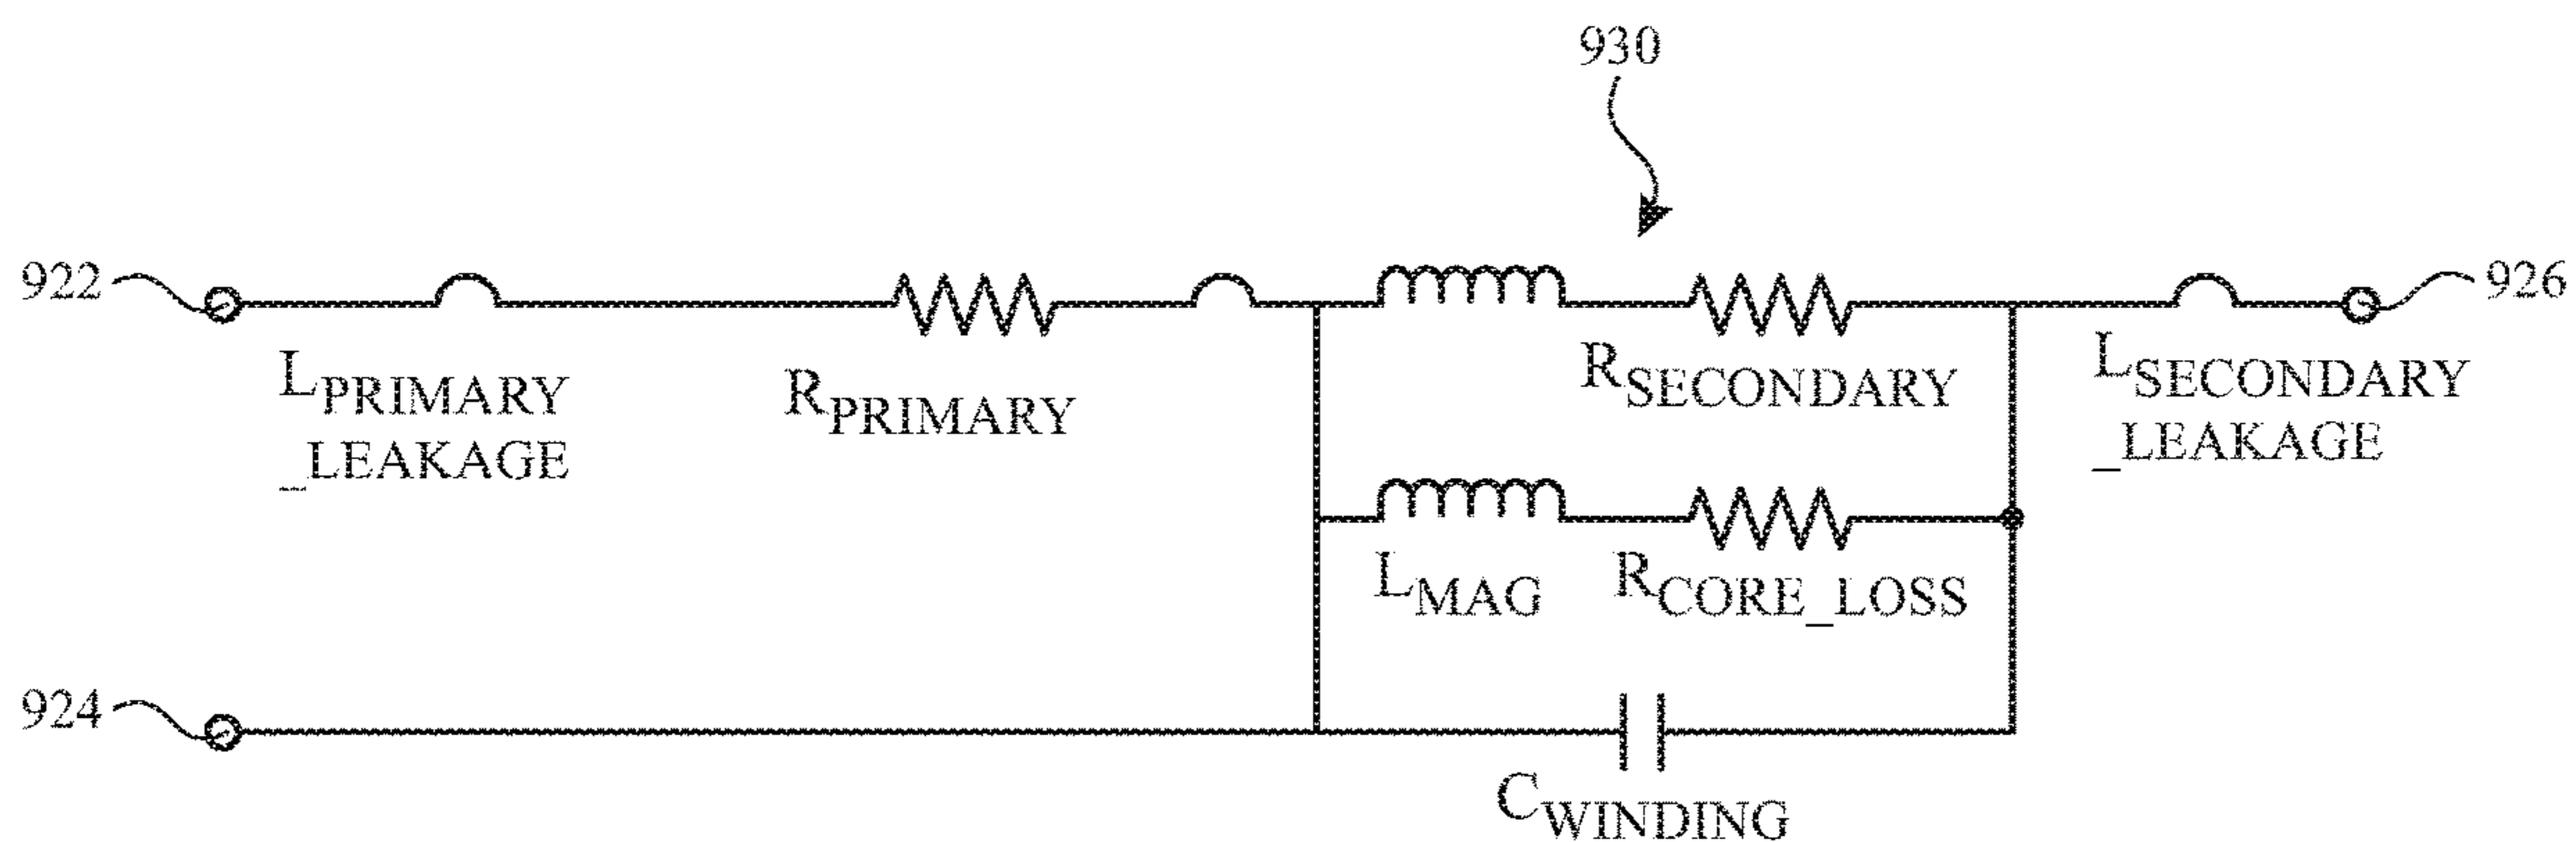 930
922
926
LPRIMARY
_LEAKAGE
RPRIMARY
RSECONDARY
LSECONDARY
_LEAKAGE
LMAG
RCORE_LOSS
924
CWINDING